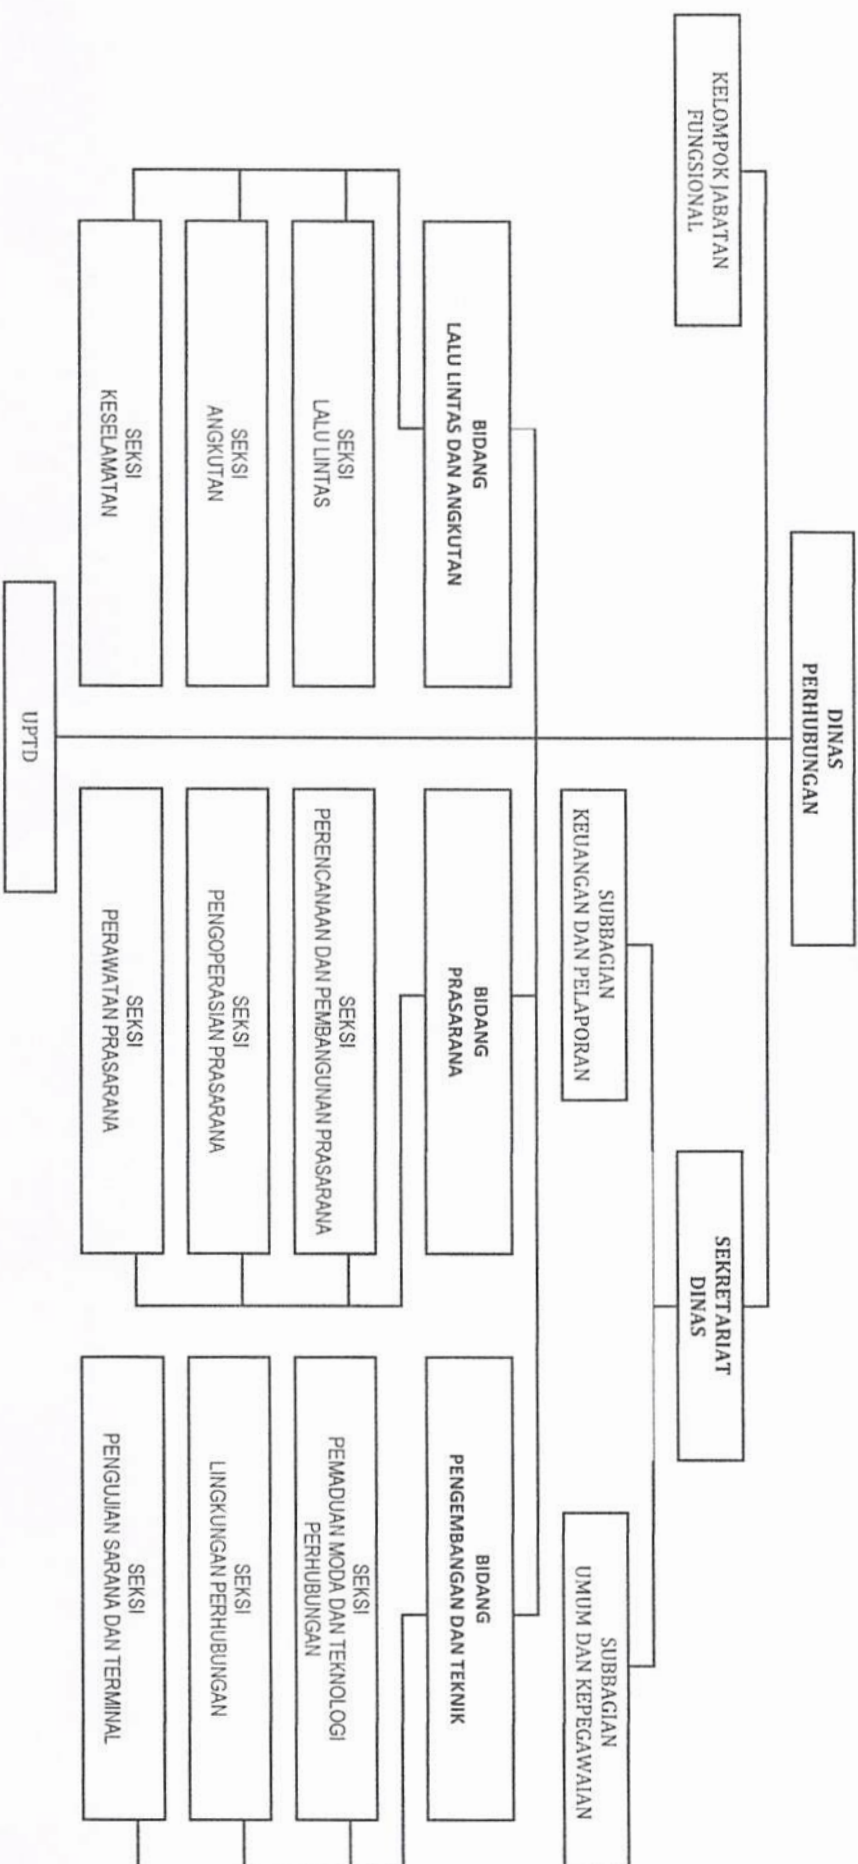 DINAS
PERHUBUNGAN
KELOMPOK JABATAN
FUNGSIONAL
SEKRETARIAT
DINAS
SUBBAGIAN
KEUANGAN DAN PELAPORAN
SUBBAGIAN
UMUM DAN KEPEGAWAIAN
BIDANG
LALU LINTAS DAN ANGKUTAN
BIDANG
PRASARANA
BIDANG
PENGEMBANGAN DAN TEKNIK
SEKSI
LALU LINTAS
SEKSI
PERENCANAAN DAN PEMBANGUNAN PRASARANA
SEKSI
PEMADUAN MODA DAN TEKNOLOGI
PERHUBUNGAN
SEKSI
ANGKUTAN
SEKSI
PENGOPERASIAN PRASARANA
SEKSI
LINGKUNGAN PERHUBUNGAN
SEKSI
KESELAMATAN
SEKSI
PERAWATAN PRASARANA
SEKSI
PENGUJIAN SARANA DAN TERMINAL
UPTD